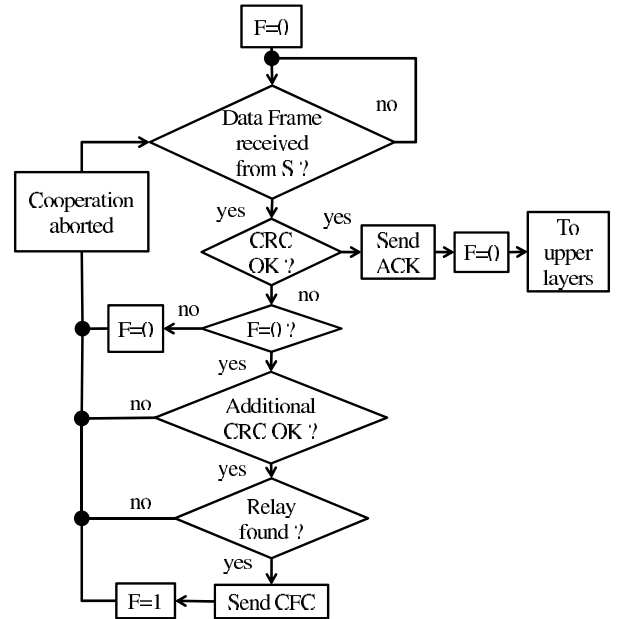 F=0
no
Data Frame
received
from S ?
Cooperation
aborted
yes
yes
CRC
OK ?
Send
ACK
F=0
To
upper
layers
no
no
F=0
F=0 ?
yes
no
Additional
CRC OK ?
yes
no
Relay
found ?
yes
F=1
Send CFC